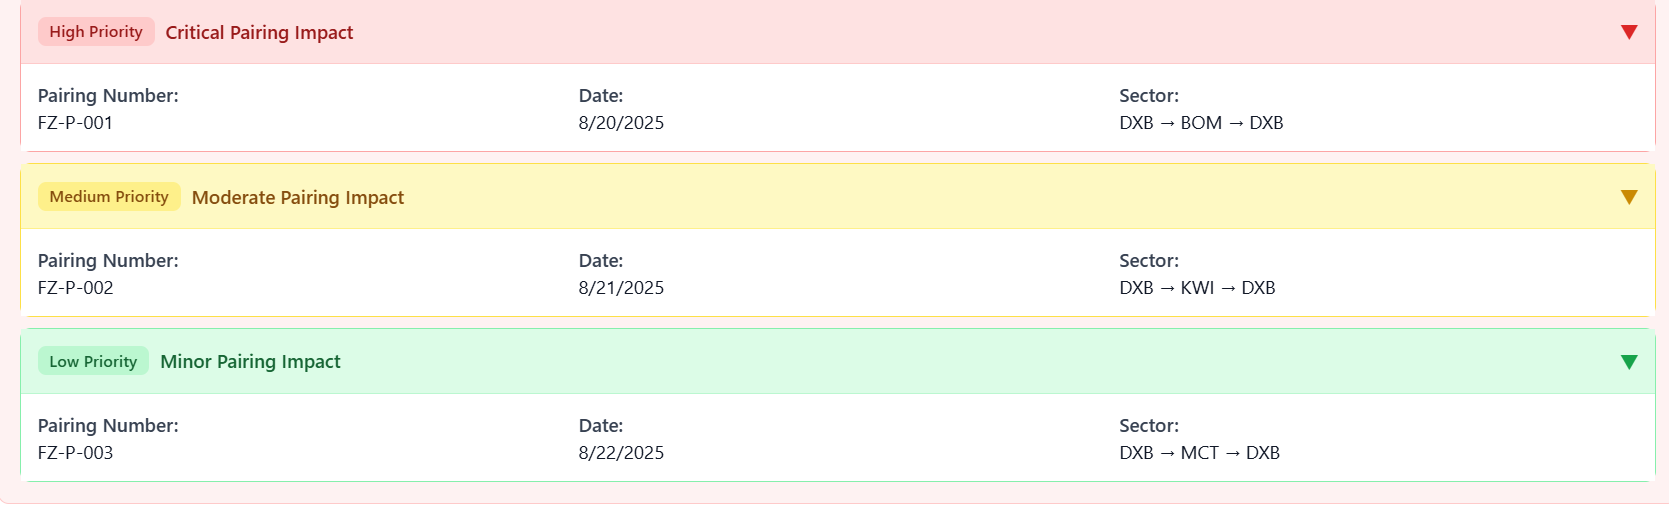 High Priority Critical Pairing Impact
Pairing Number: Date: Sector:
FZ-P-001 8/20/2025 DXB → BOM → DXB
Medium Priority Moderate Pairing Impact
Pairing Number: Date: Sector:
FZ-P-002 8/21/2025 DXB → KWI → DXB
Low Priority Minor Pairing Impact
Pairing Number: Date: Sector:
FZ-P-003 8/22/2025 DXB → MCT → DXB